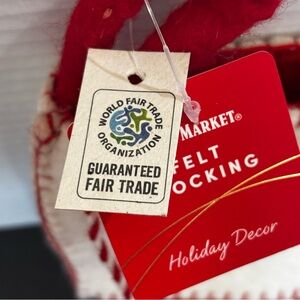 WORLD FAIR TRADE
ORGANIZATION
GUARANTEED
FAIR TRADE
MARKET®
FELT
OCKING
Holiday Decor